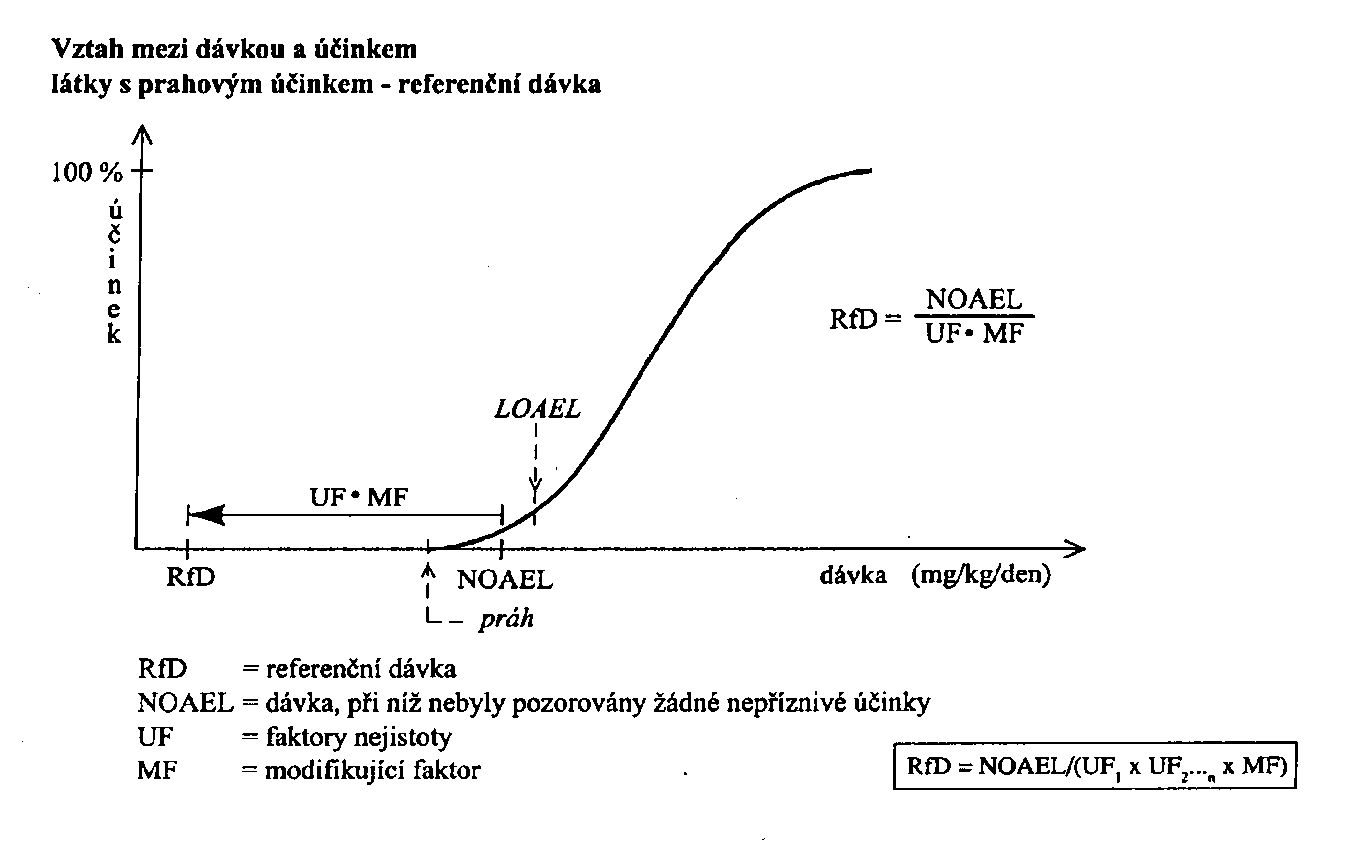 Vztah mezi dávkou a účinkem
látky s prahovým účinkem - referenční dávka
100 %
účinek
RfD = NOAEL
UF • MF
LOAEL
UF • MF
RfD
NOAEL
dávka (mg/kg/den)
práh
RfD = referenční dávka
NOAEL = dávka, při níž nebyly pozorovány žádné nepříznivé účinky
UF = faktory nejistoty
MF = modifikující faktor
RfD = NOAEL/(UF₁ x UF₂...ₙ x MF)